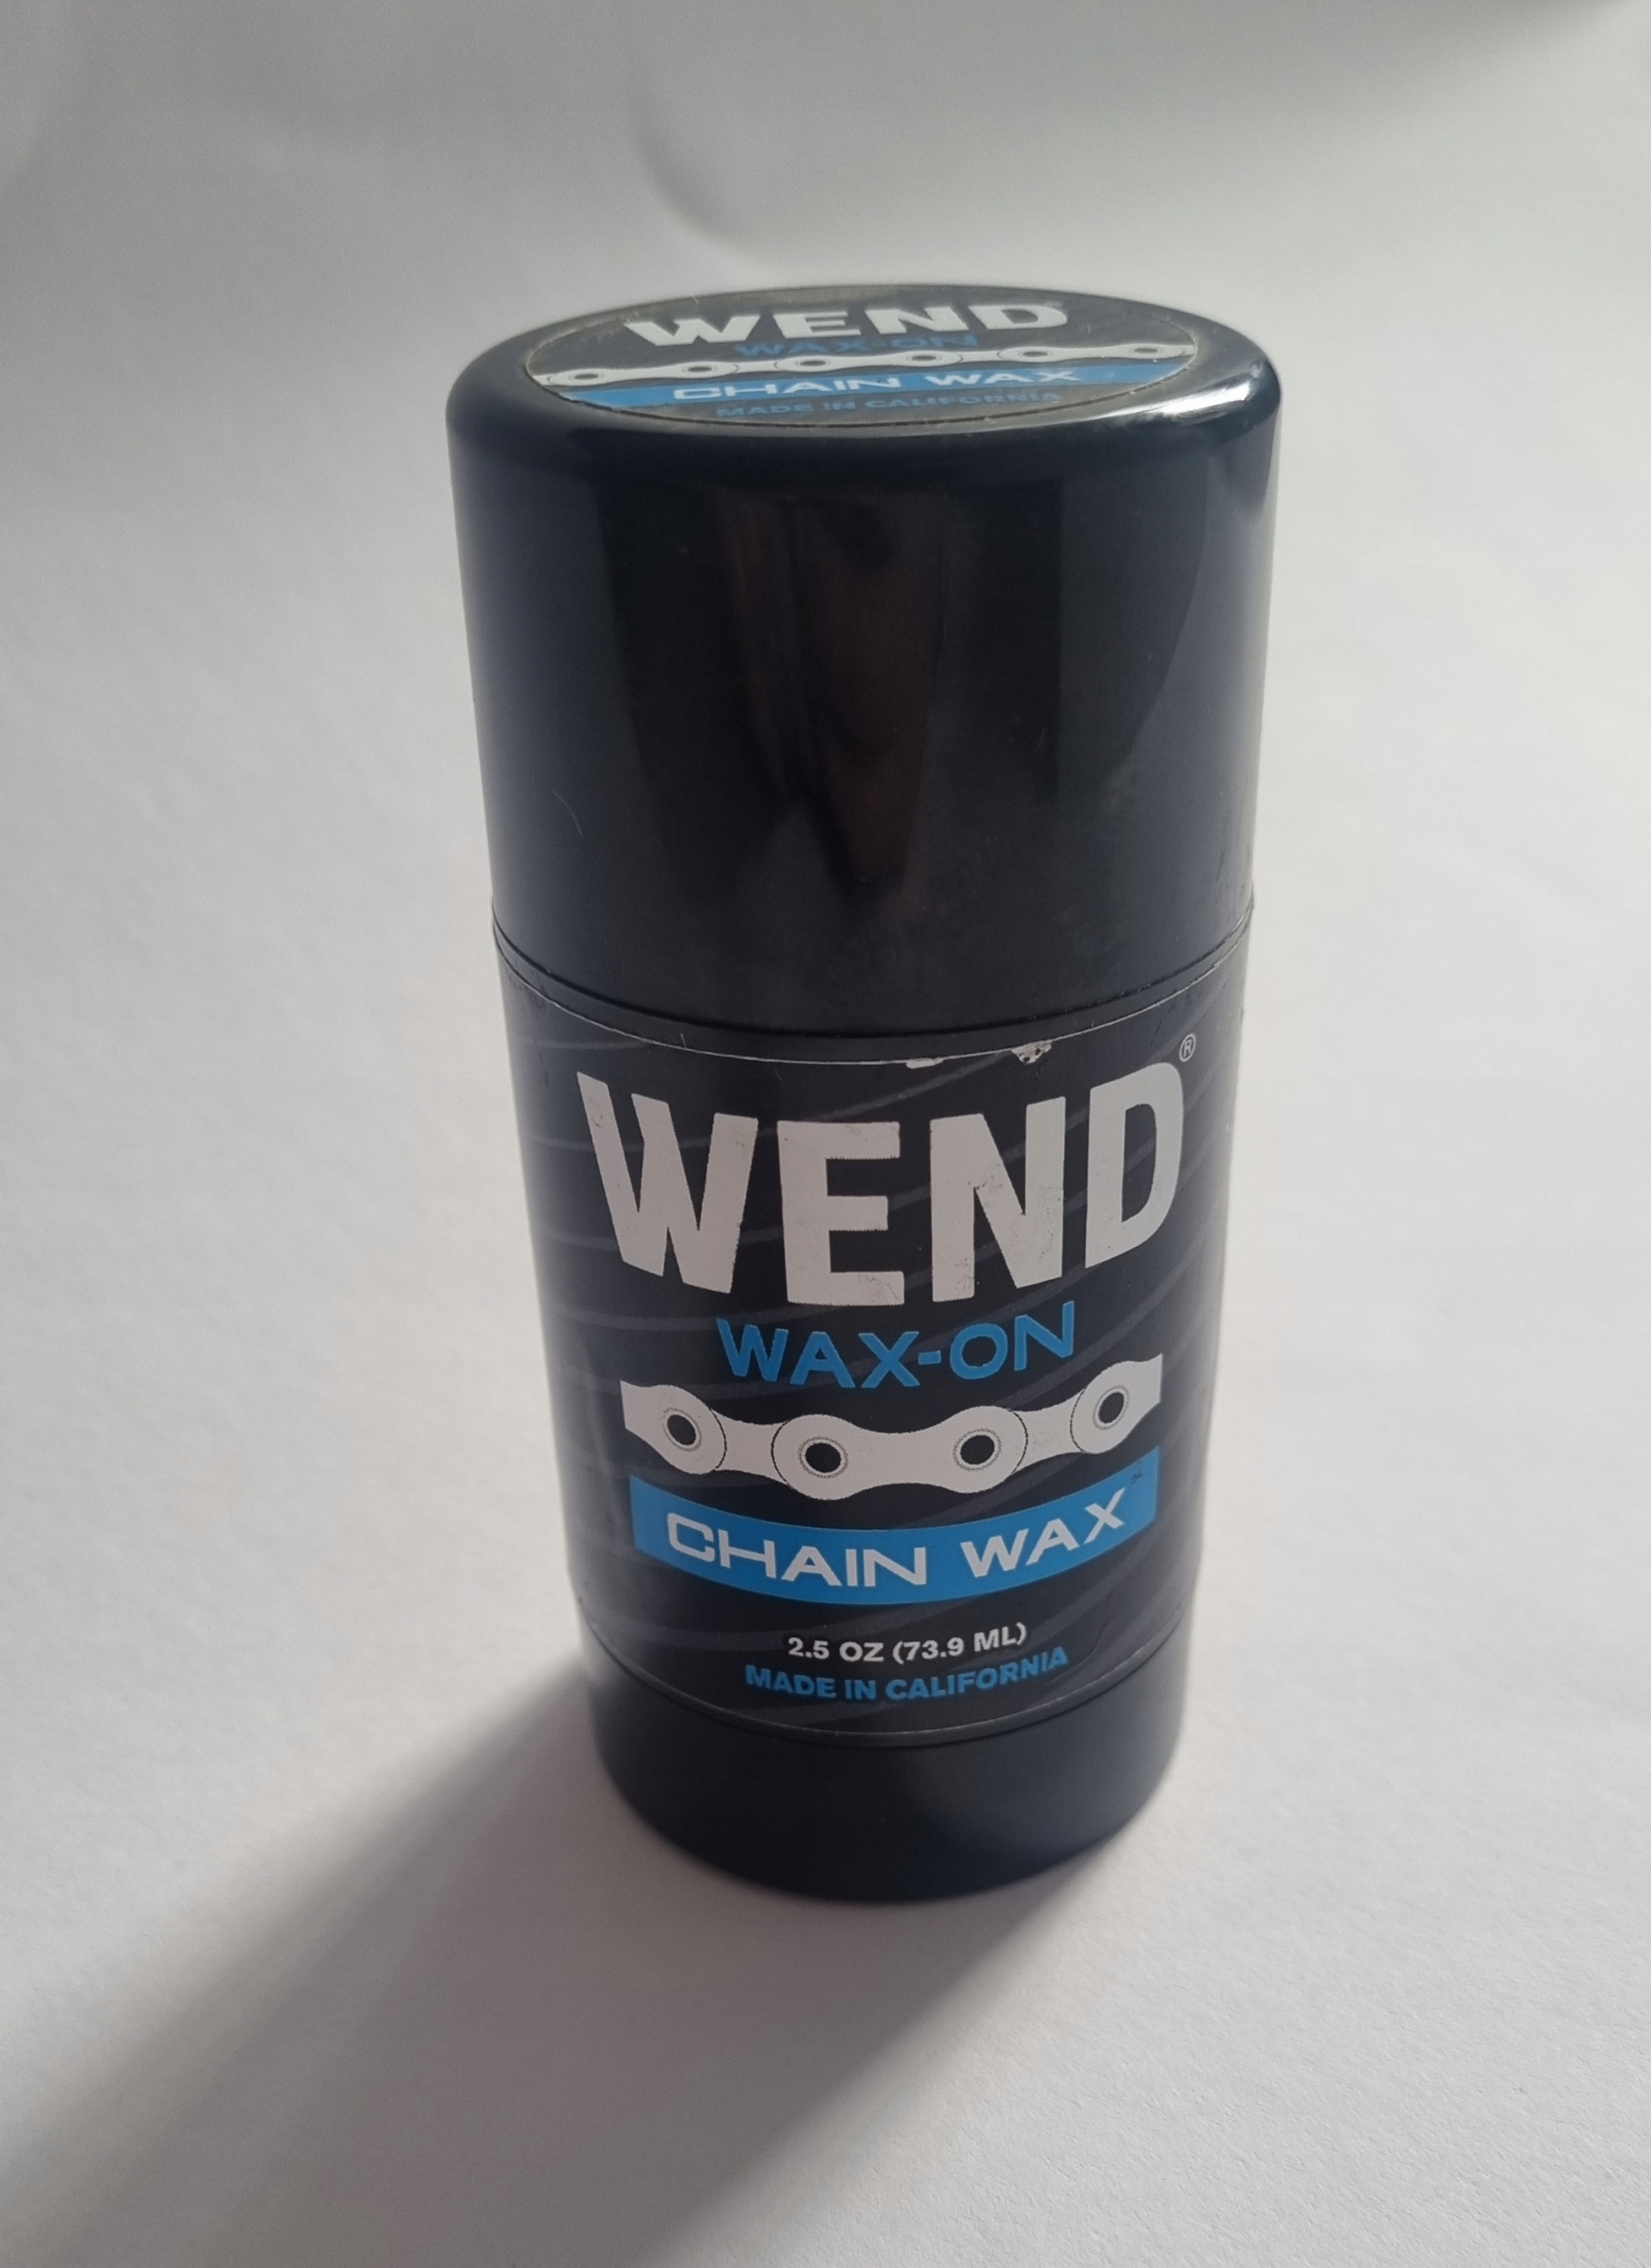 WEND
WAX-ON
CHAIN WAX
MADE IN CALIFORNIA
WEND®
WAX-ON
CHAIN WAX
2.5 OZ (73.9 ML)
MADE IN CALIFORNIA